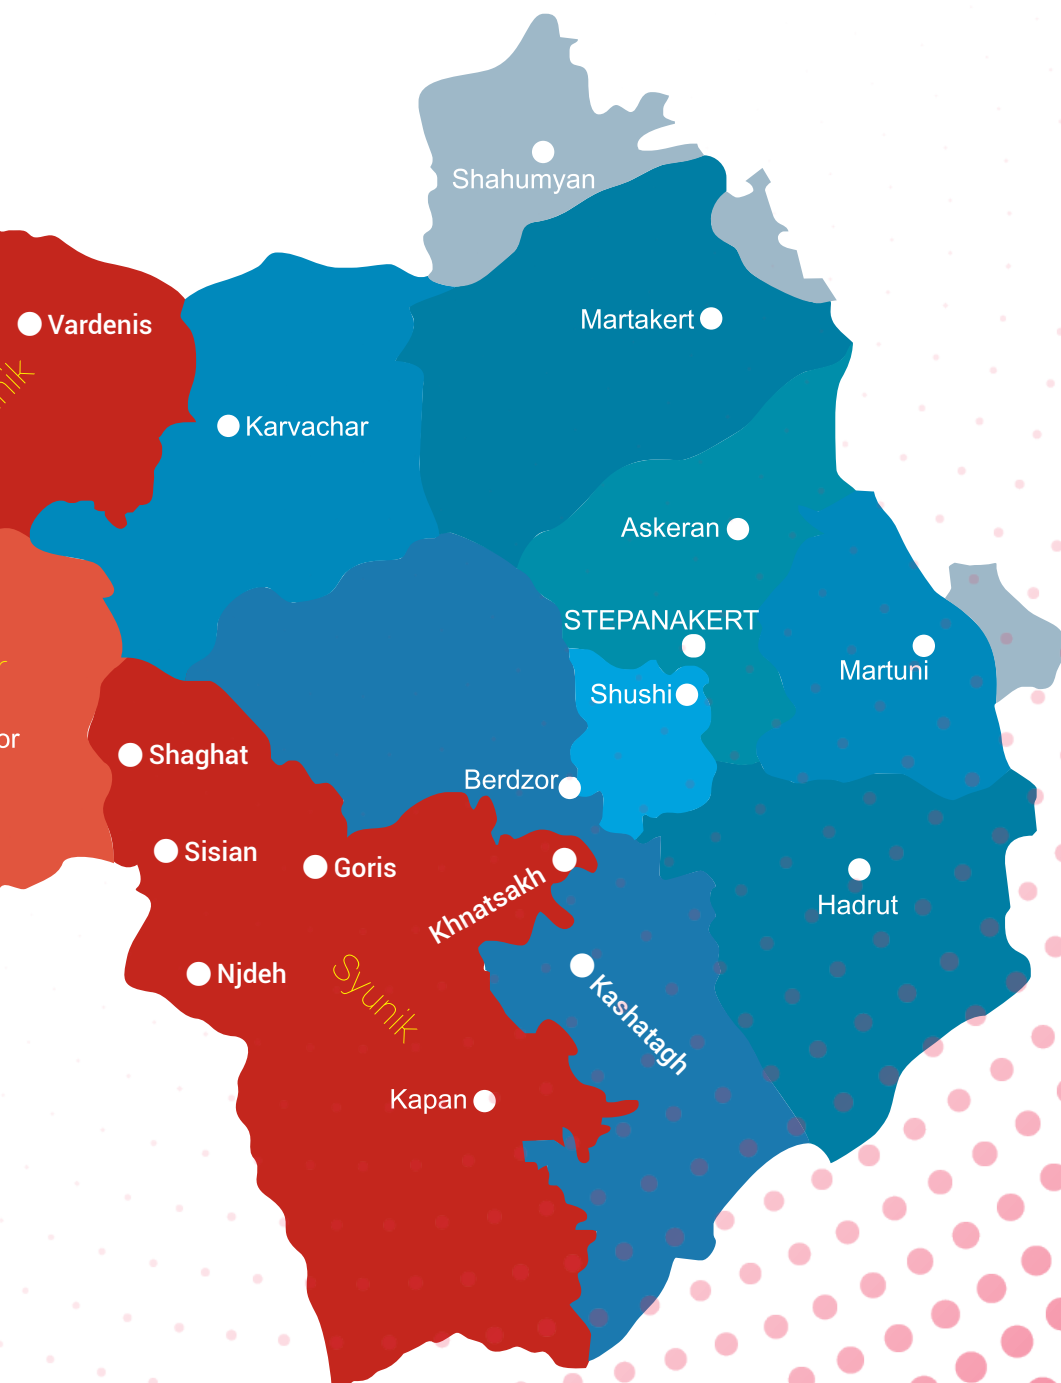 Shahumyan
Martakert
Vardenis
Karvachar
Askeran
STEPANAKERT
Martuni
Shushi
Shaghat
Berdzor
Sisian
Goris
Khnatsakh
Hadrut
Njdeh
Syunik
Kashatagh
Kapan